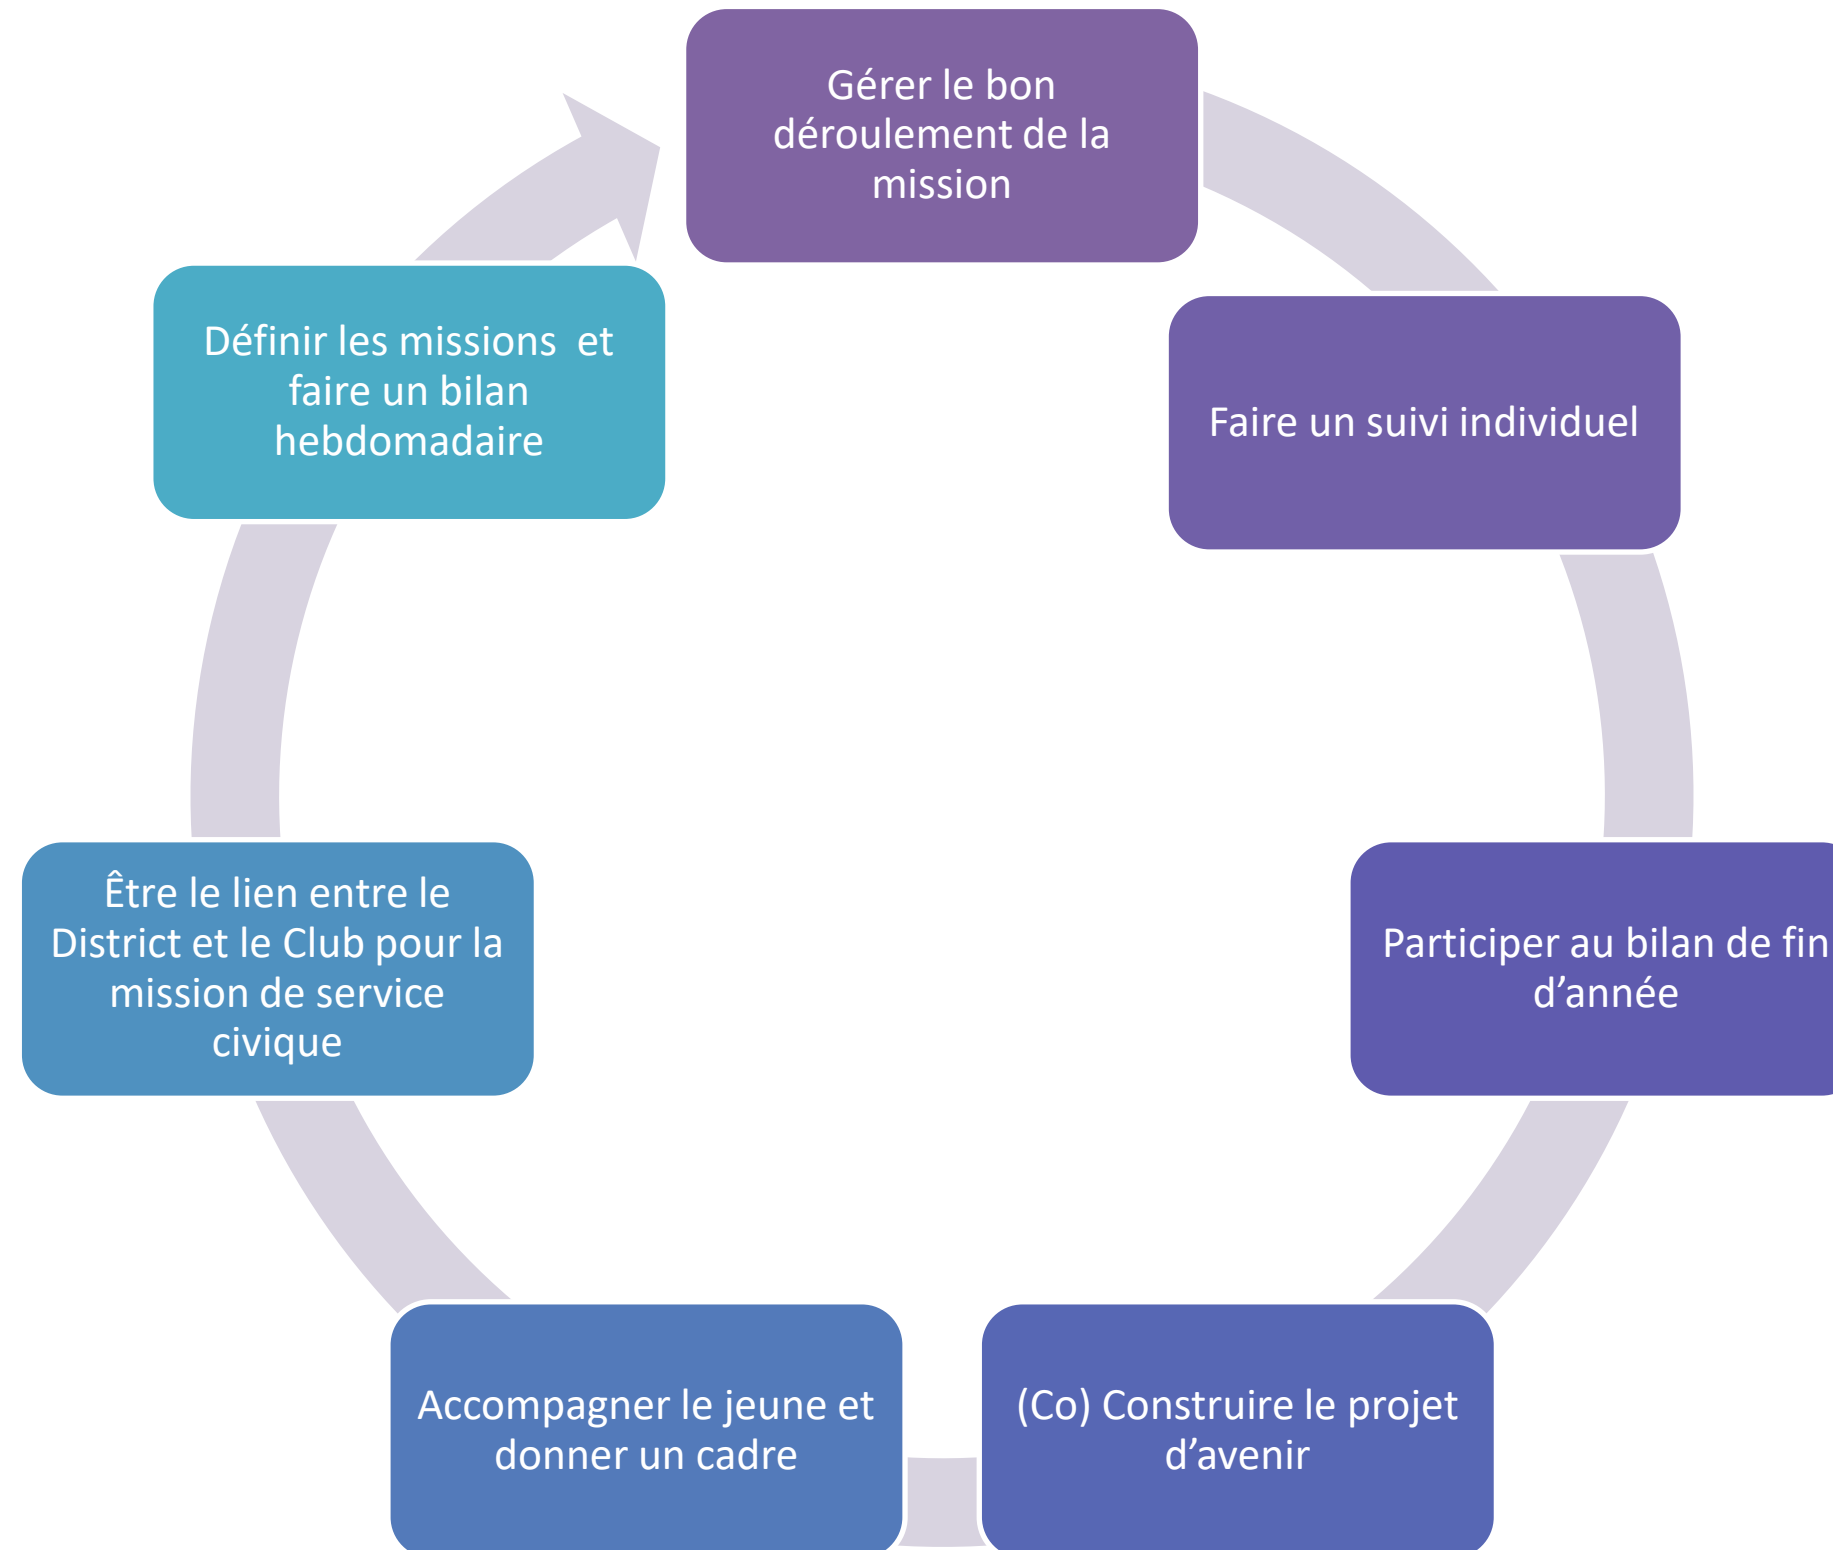 Gérer le bon
déroulement de la
mission
Faire un suivi individuel
Participer au bilan de fin
d’année
(Co) Construire le projet
d’avenir
Accompagner le jeune et
donner un cadre
Être le lien entre le
District et le Club pour la
mission de service
civique
Définir les missions  et
faire un bilan
hebdomadaire